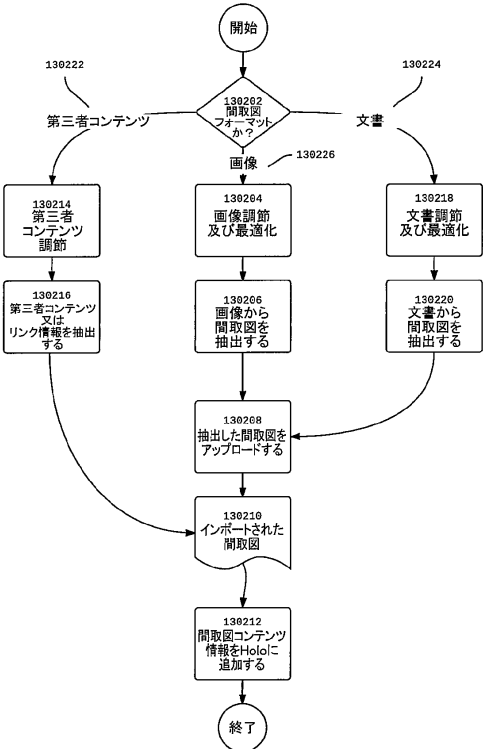 開始
130222
130224
130202
間取図
フォーマット
か?
第三者コンテンツ
文書
画像
130226
130214
第三者
コンテンツ
調節
130204
画像調節
及び最適化
130218
文書調節
及び最適化
130216
第三者コンテンツ
又は
リンク情報を抽出
する
130206
画像から
間取図を
抽出する
130220
文書から
間取図を
抽出する
130208
抽出した間取図を
アップロードする
130210
インポートされた
間取図
130212
間取図コンテンツ
情報をHoloに
追加する
終了